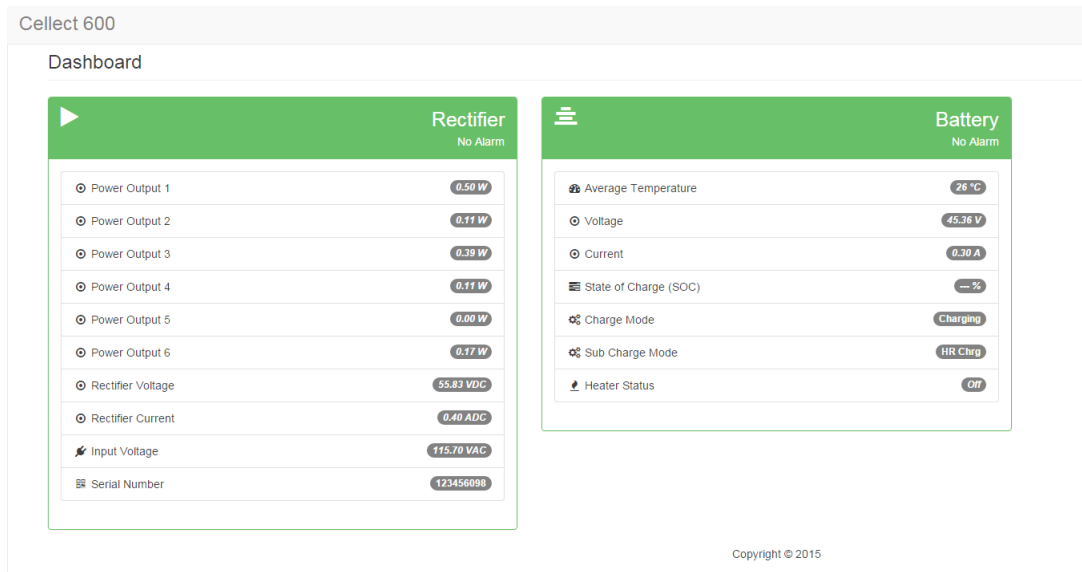 Cellect 600
Dashboard
Rectifier
No Alarm
Power Output 1 0.50 W
Power Output 2 0.11 W
Power Output 3 0.39 W
Power Output 4 0.11 W
Power Output 5 0.00 W
Power Output 6 0.17 W
Rectifier Voltage 55.83 VDC
Rectifier Current 0.40 ADC
Input Voltage 115.70 VAC
Serial Number 123456098
Battery
No Alarm
Average Temperature 26 °C
Voltage 45.36 V
Current 0.30 A
State of Charge (SOC) --- %
Charge Mode Charging
Sub Charge Mode HR Chrg
Heater Status Off
Copyright © 2015